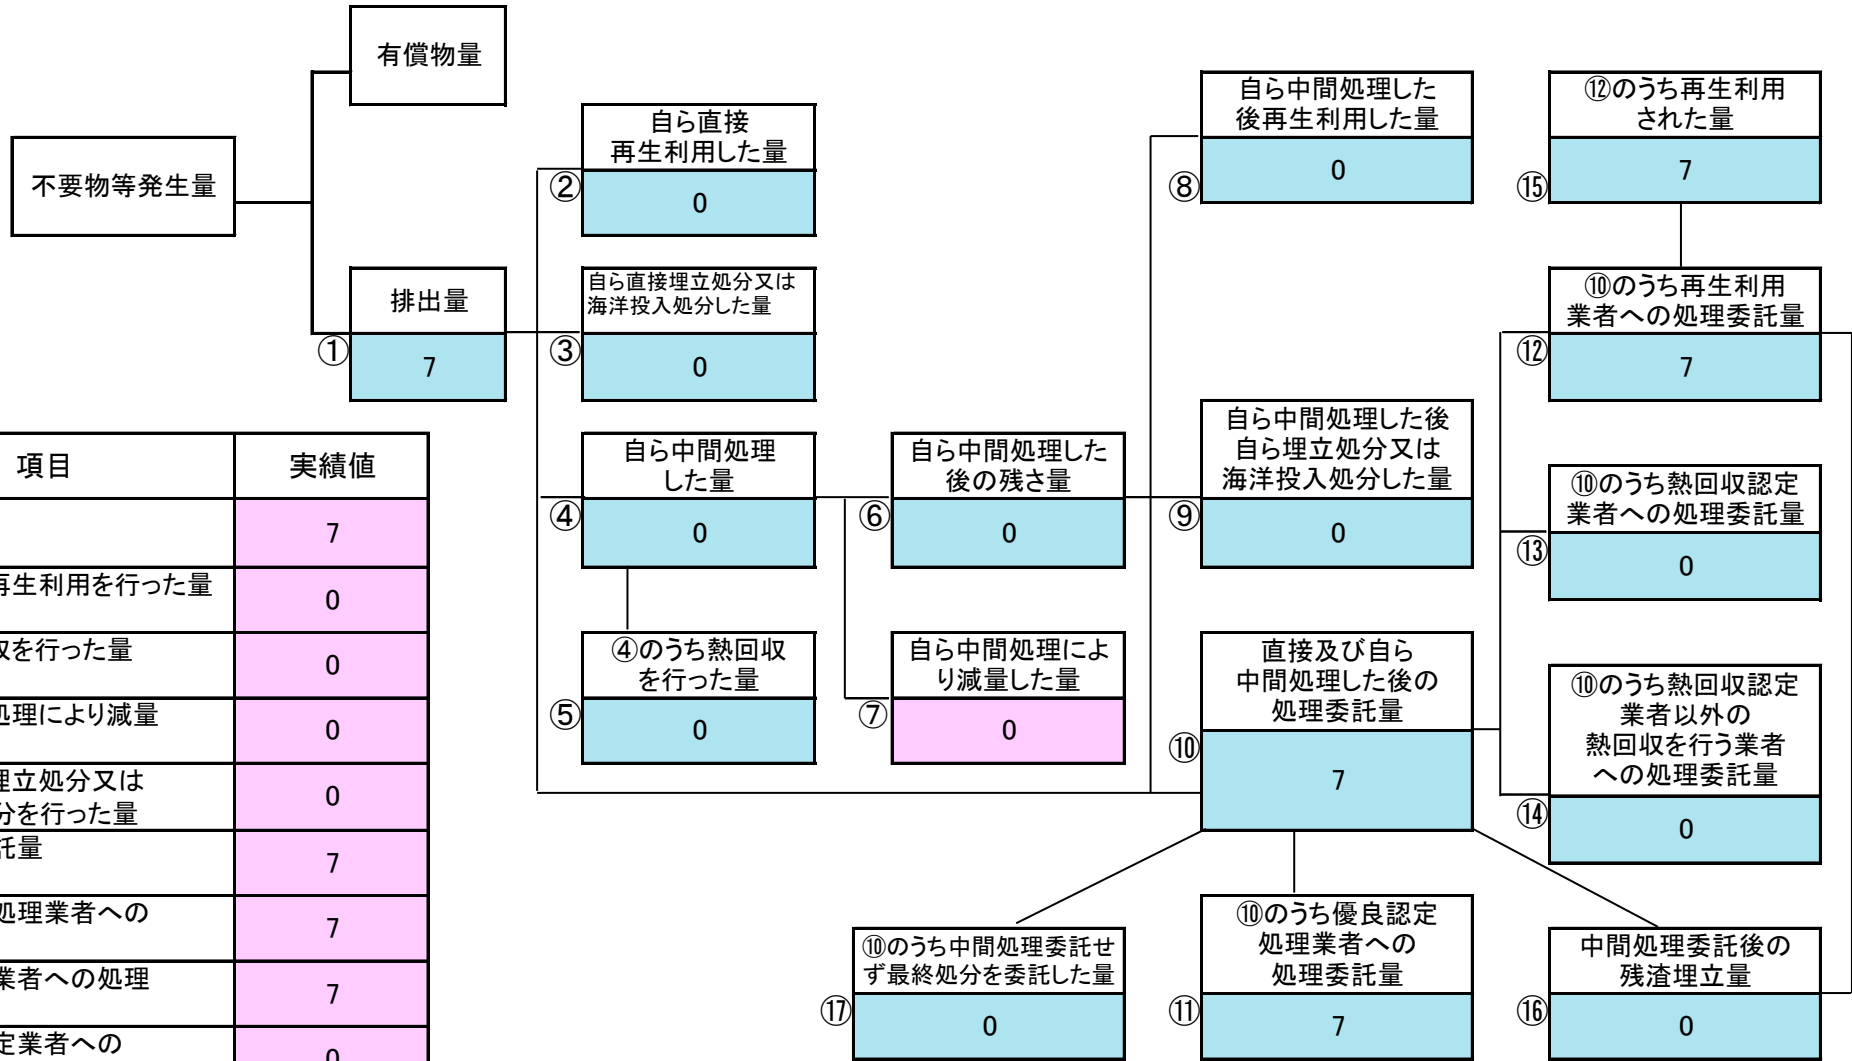 有償物量
不要物等発生量
排出量
①
7
自ら直接
再生利用した量
②
0
自ら直接埋立処分又は
海洋投入処分した量
③
0
自ら中間処理
した量
④
0
④のうち熱回収
を行った量
⑤
0
自ら中間処理した
後の残さ量
⑥
0
自ら中間処理によ
り減量した量
⑦
0
自ら中間処理した
後再生利用した量
⑧
0
自ら中間処理した後
自ら埋立処分又は
海洋投入処分した量
⑨
0
直接及び自ら
中間処理した後の
処理委託量
⑩
7
⑫のうち再生利用
された量
⑮
7
⑩のうち再生利用
業者への処理委託量
⑫
7
⑩のうち熱回収認定
業者への処理委託量
⑬
0
⑩のうち熱回収認定
業者以外の
熱回収を行う業者
への処理委託量
⑭
0
⑩のうち中間処理委託せ
ず最終処分を委託した量
⑰
0
⑩のうち優良認定
処理業者への
処理委託量
⑪
7
中間処理委託後の
残渣埋立量
⑯
0
項目 実績値
7
再生利用を行った量 0
を行った量 0
処理により減量 0
埋立処分又は
分を行った量 0
託量 7
処理業者への 7
業者への処理 7
定業者への 0